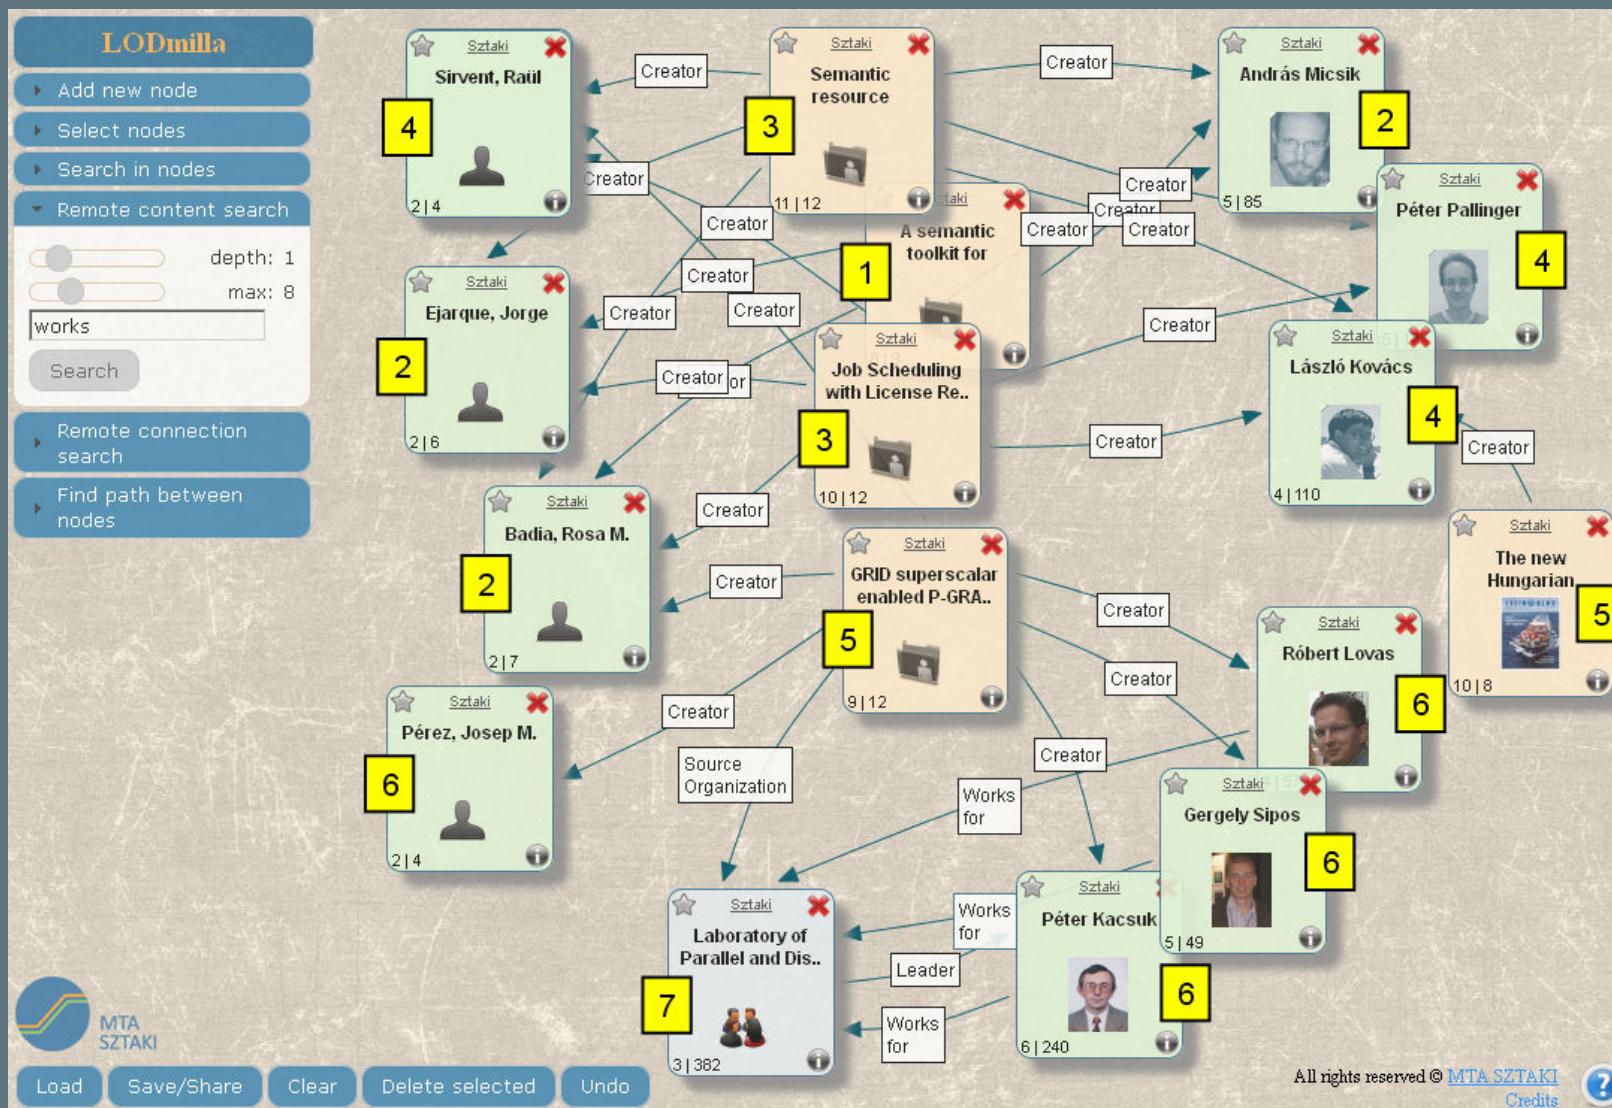 LODmilla
Add new node
Select nodes
Search in nodes
Remote content search
depth: 1
max: 8
works
Search
Remote connection
search
Find path between
nodes
Sztaki
Sirvent, Raül
4
2|4
Creator
Sztaki
Semantic
resource
3
11|12
Creator
Sztaki
András Micsik
2
5|85
Creator
Creator
Creator
Creator
Creator
Creator
Sztaki
Péter Pallinger
4
A semantic
toolkit for
1
Creator
Creator
Creator
Creator
Sztaki
Ejarque, Jorge
2
2|6
Creator
Sztaki
Job Scheduling
with License Re..
3
10|12
Sztaki
László Kovács
4
4|110
Creator
Creator
Sztaki
Badia, Rosa M.
2
2|7
Creator
Creator
Sztaki
GRID superscalar
enabled P-GRA..
5
9|12
Creator
Creator
Creator
Sztaki
The new
Hungarian
5
10|8
Sztaki
Róbert Lovas
6
Sztaki
Pérez, Josep M.
6
2|4
Creator
Source
Organization
Works
for
Sztaki
Gergely Sipos
6
5|49
Sztaki
Laboratory of
Parallel and Dis..
7
3|382
Works
for
Leader
Works
for
Sztaki
Péter Kacsuk
6
6|240
MTA
SZTAKI
Load
Save/Share
Clear
Delete selected
Undo
All rights reserved © MTA SZTAKI
Credits
?